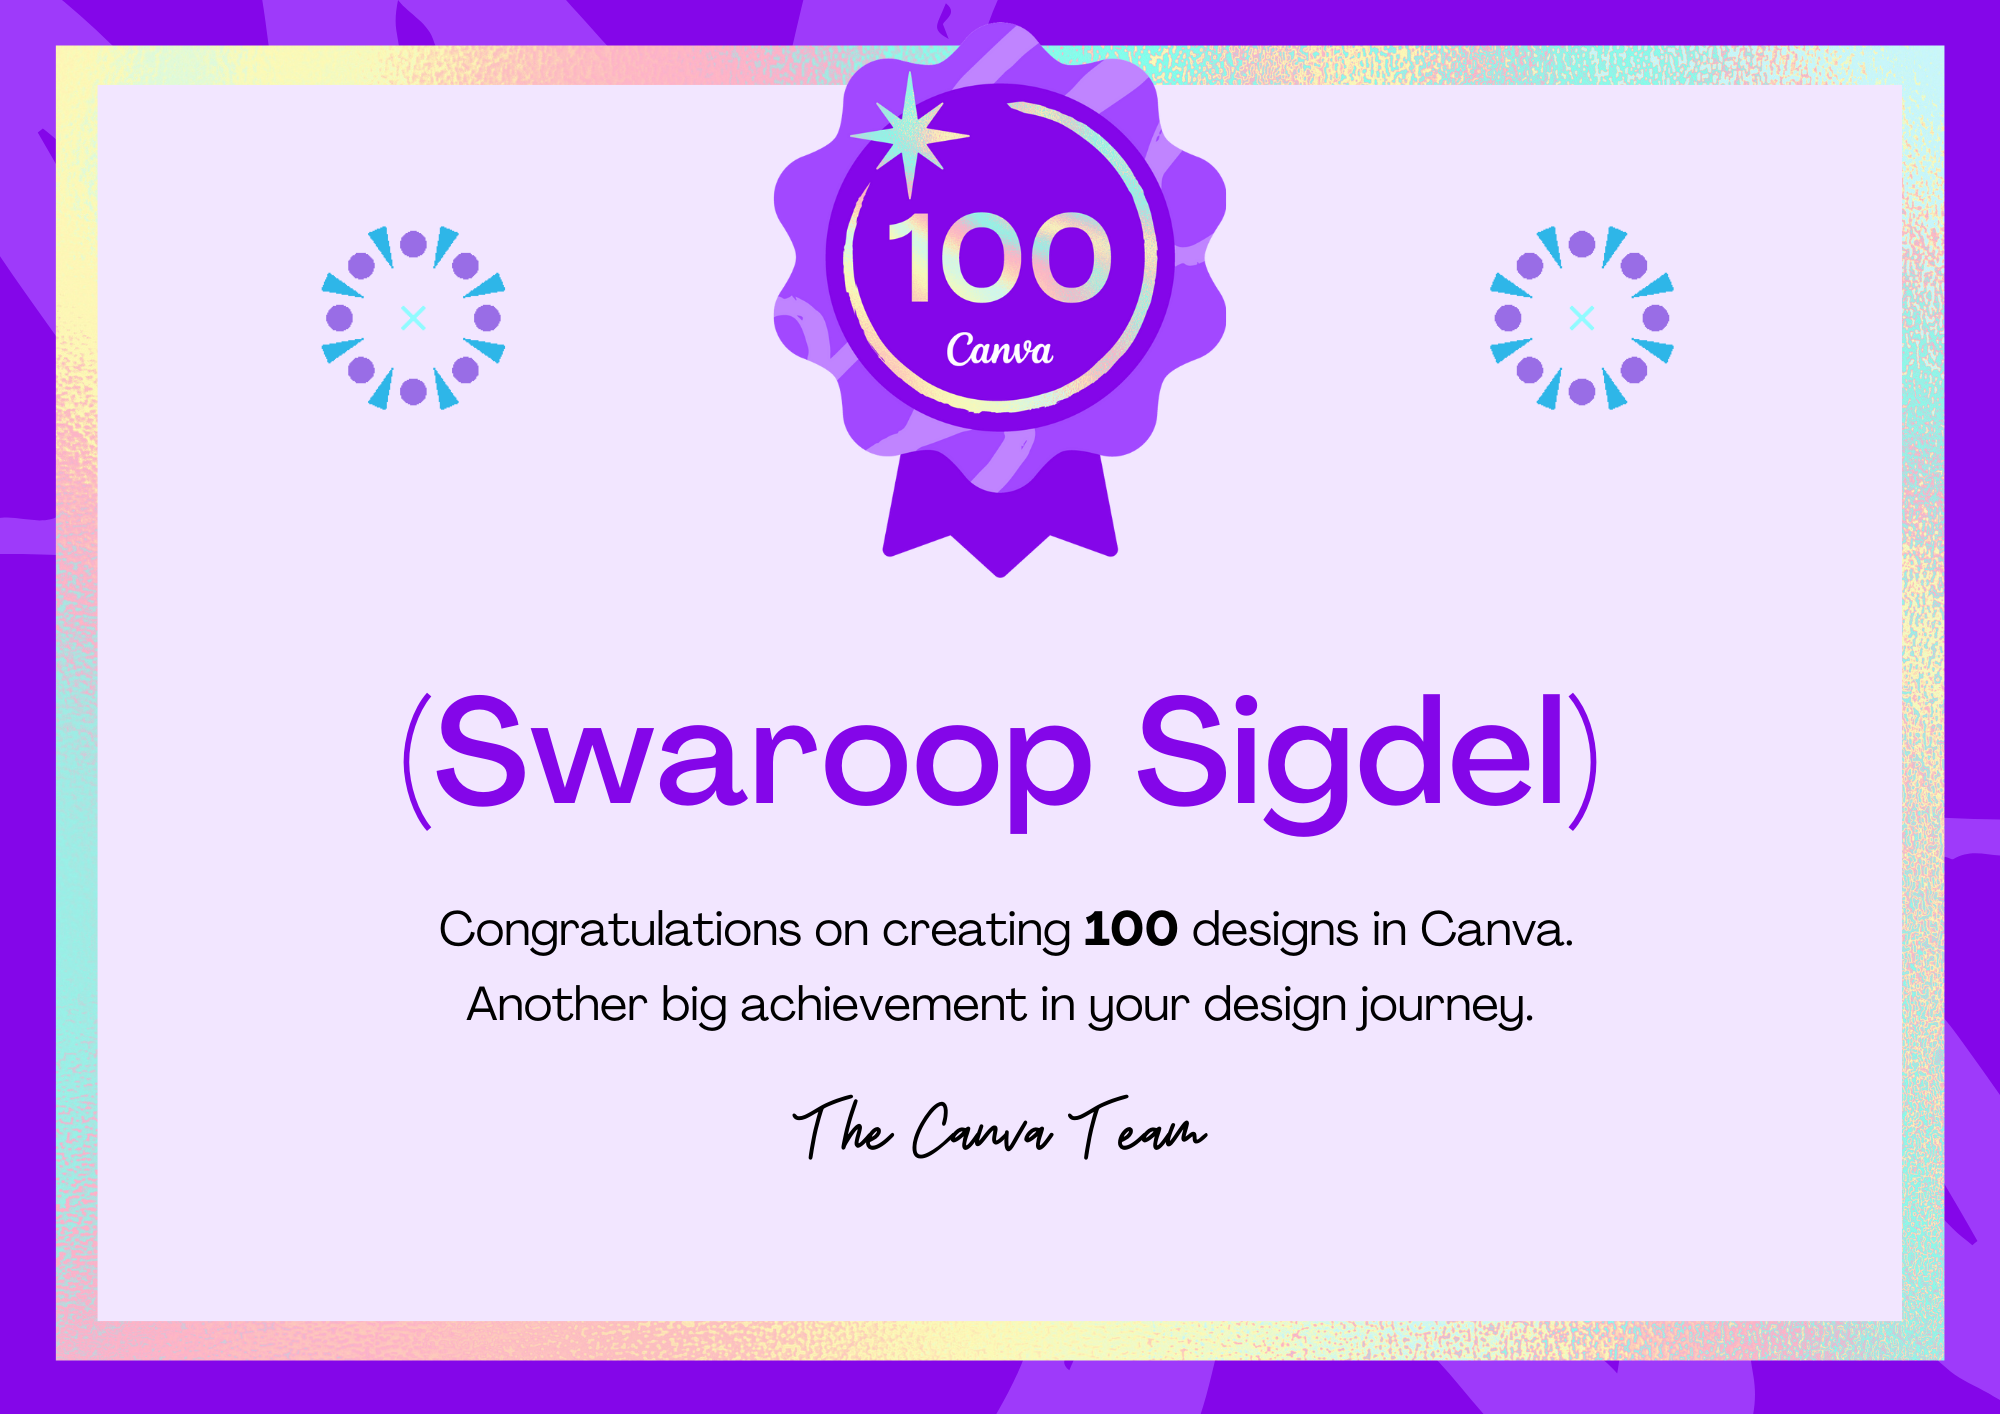 100
Canva
(Swaroop Sigdel)
Congratulations on creating 100 designs in Canva.
Another big achievement in your design journey.
The Canva Team